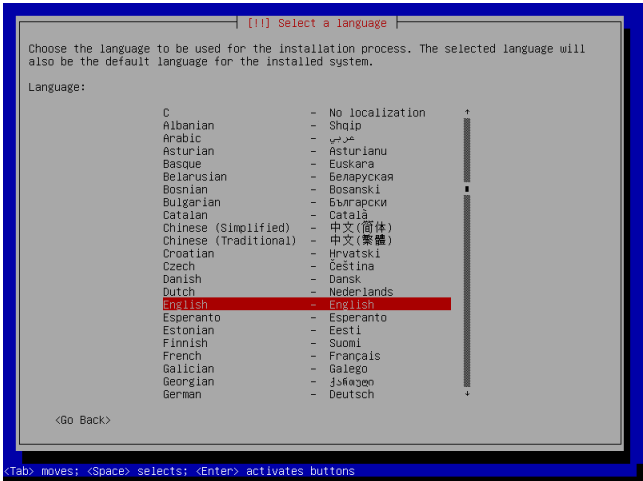 [!!] Select a language
Choose the language to be used for the installation process. The selected language will
also be the default language for the installed system.
Language:
C - No localization
Albanian - Shqip
Arabic - عربي
Asturian - Asturianu
Basque - Euskara
Belarusian - Беларуская
Bosnian - Bosanski
Bulgarian - Български
Catalan - Català
Chinese (Simplified) - 中文(简体)
Chinese (Traditional) - 中文(繁體)
Croatian - Hrvatski
Czech - Čeština
Danish - Dansk
Dutch - Nederlands
English - English
Esperanto - Esperanto
Estonian - Eesti
Finnish - Suomi
French - Français
Galician - Galego
Georgian - ქართული
German - Deutsch
<Go Back>
<Tab> moves; <Space> selects; <Enter> activates buttons